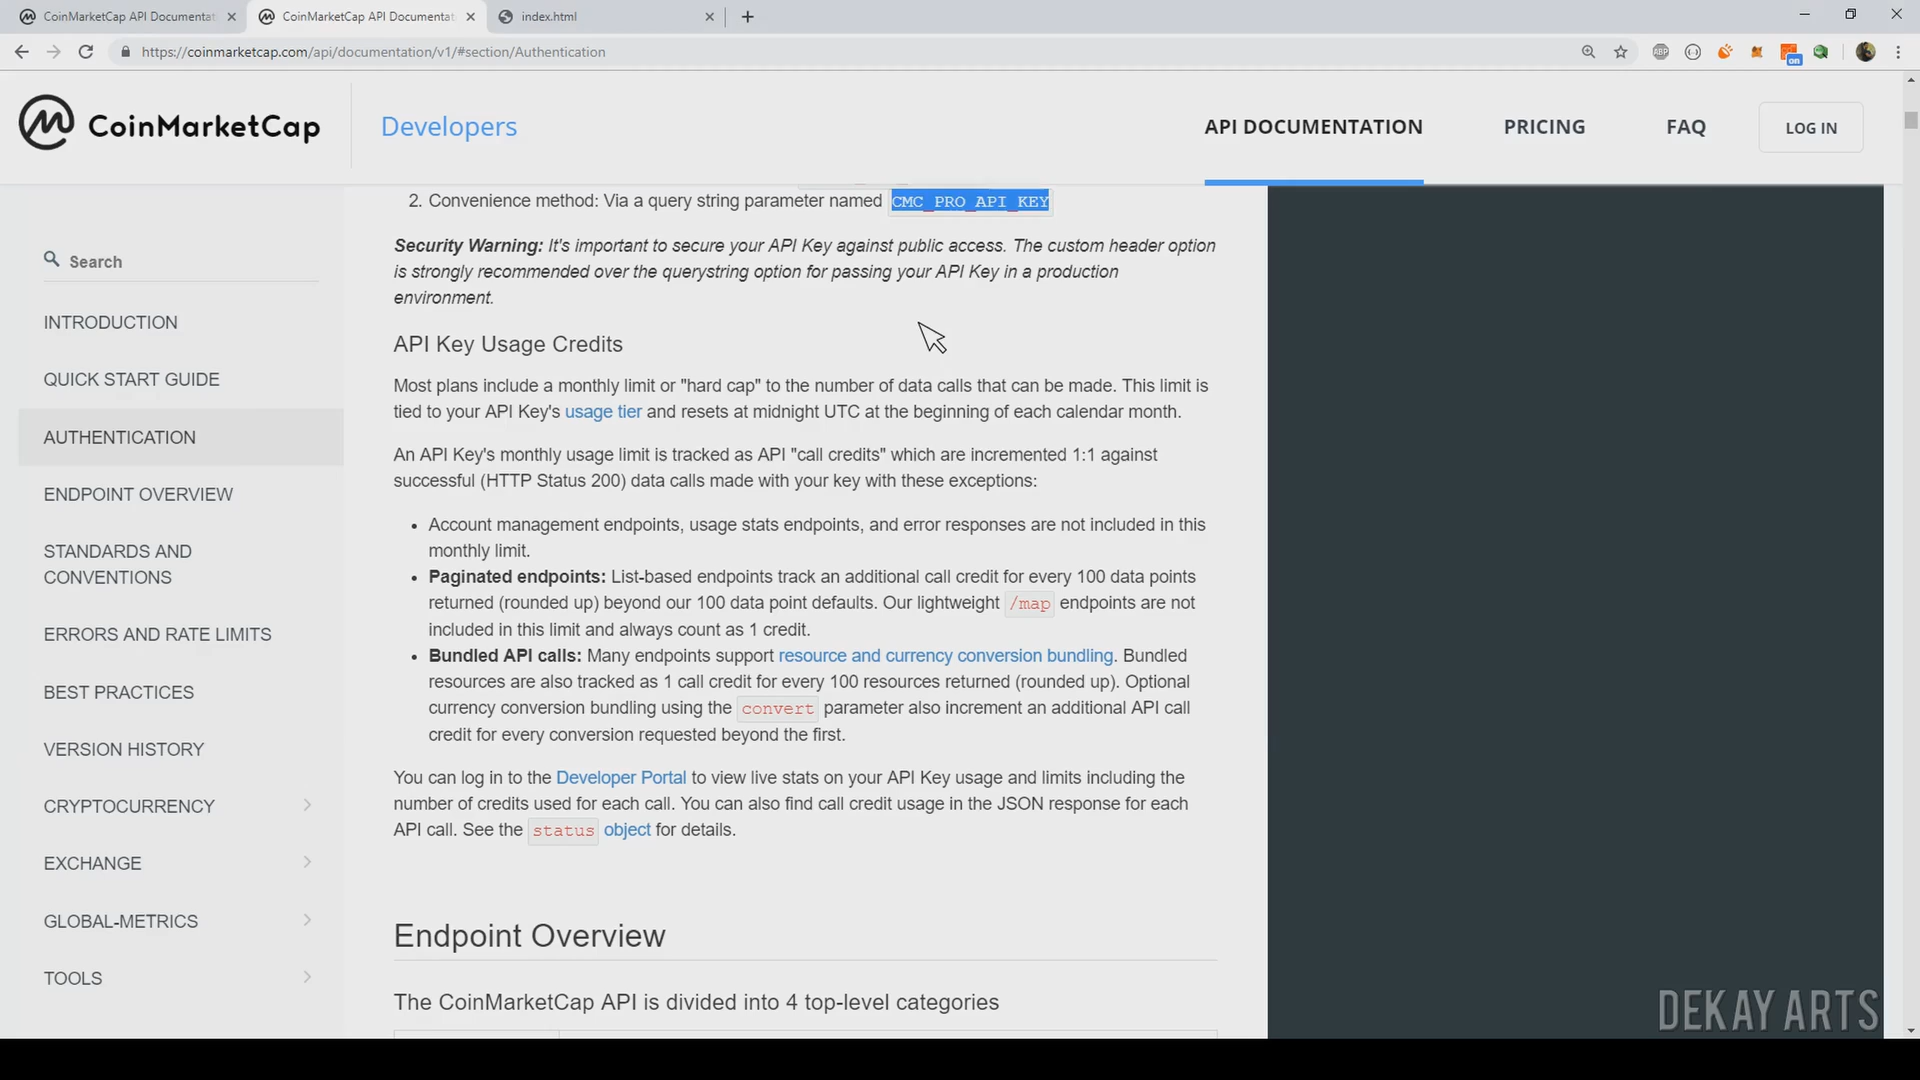 CoinMarketCap API Documentat
CoinMarketCap API Documentat
index.html
https://coinmarketcap.com/api/documentation/v1/#section/Authentication
ABP
on
CoinMarketCap
Developers
API DOCUMENTATION
PRICING
FAQ
LOG IN
Search
INTRODUCTION
QUICK START GUIDE
AUTHENTICATION
ENDPOINT OVERVIEW
STANDARDS AND
CONVENTIONS
ERRORS AND RATE LIMITS
BEST PRACTICES
VERSION HISTORY
CRYPTOCURRENCY
EXCHANGE
GLOBAL-METRICS
TOOLS
2. Convenience method: Via a query string parameter named CMC_PRO_API_KEY
Security Warning: It's important to secure your API Key against public access. The custom header option
is strongly recommended over the querystring option for passing your API Key in a production
environment.
API Key Usage Credits
Most plans include a monthly limit or "hard cap" to the number of data calls that can be made. This limit is
tied to your API Key's usage tier and resets at midnight UTC at the beginning of each calendar month.
An API Key's monthly usage limit is tracked as API "call credits" which are incremented 1:1 against
successful (HTTP Status 200) data calls made with your key with these exceptions:
• Account management endpoints, usage stats endpoints, and error responses are not included in this
monthly limit.
• Paginated endpoints: List-based endpoints track an additional call credit for every 100 data points
returned (rounded up) beyond our 100 data point defaults. Our lightweight /map endpoints are not
included in this limit and always count as 1 credit.
• Bundled API calls: Many endpoints support resource and currency conversion bundling. Bundled
resources are also tracked as 1 call credit for every 100 resources returned (rounded up). Optional
currency conversion bundling using the convert parameter also increment an additional API call
credit for every conversion requested beyond the first.
You can log in to the Developer Portal to view live stats on your API Key usage and limits including the
number of credits used for each call. You can also find call credit usage in the JSON response for each
API call. See the status object for details.
Endpoint Overview
The CoinMarketCap API is divided into 4 top-level categories
DEKAY ARTS